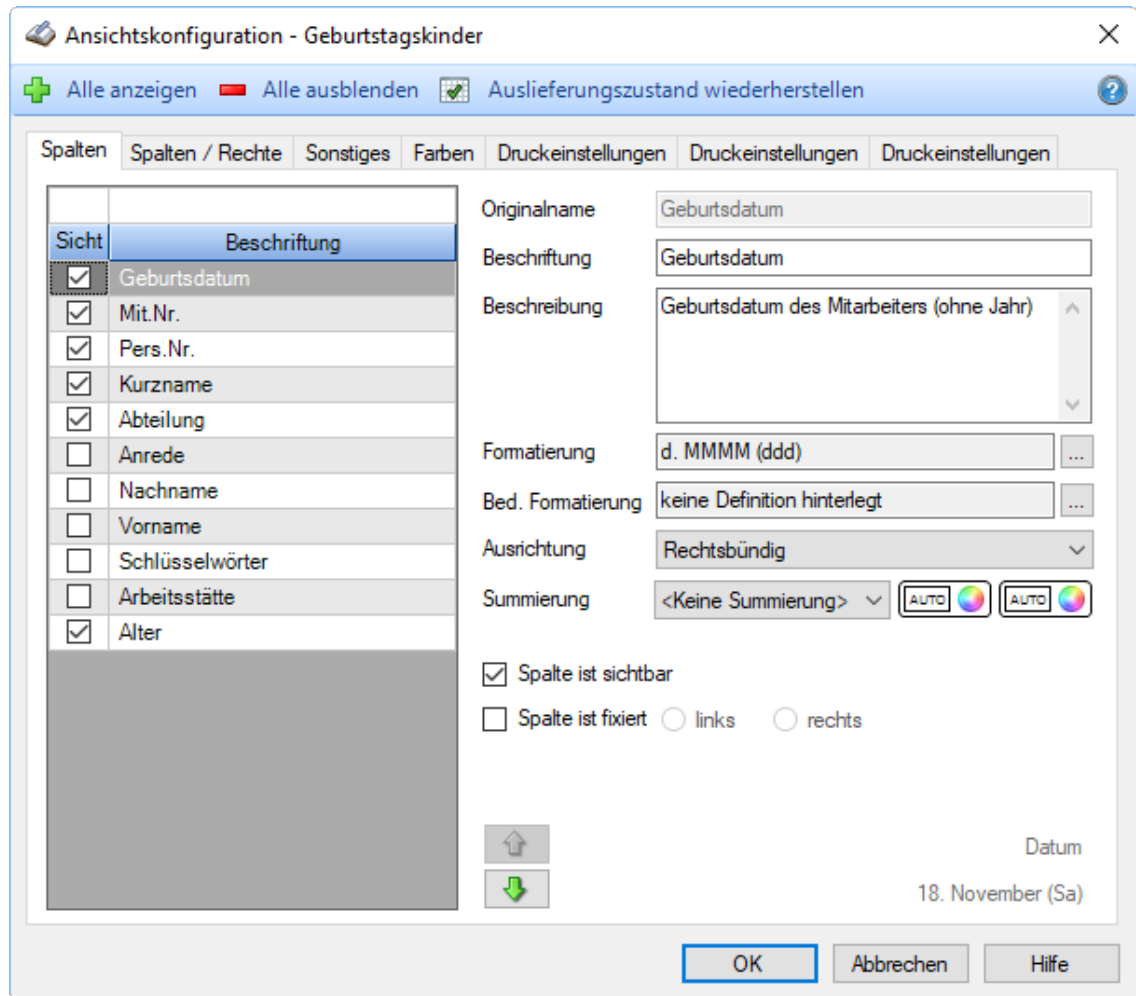 Ansichtskonfiguration - Geburtstagskinder
Alle anzeigen Alle ausblenden Auslieferungszustand wiederherstellen
Spalten Spalten / Rechte Sonstiges Farben Druckeinstellungen Druckeinstellungen Druckeinstellungen
Sicht Beschriftung
Geburtsdatum
Mit.Nr.
Pers.Nr.
Kurzname
Abteilung
Anrede
Nachname
Vorname
Schlüsselwörter
Arbeitsstätte
Alter
Originalname Geburtsdatum
Beschriftung Geburtsdatum
Beschreibung Geburtsdatum des Mitarbeiters (ohne Jahr)
Formatierung d. MMMM (ddd) ...
Bed. Formatierung keine Definition hinterlegt ...
Ausrichtung Rechtsbündig
Summierung <Keine Summierung> AUTO AUTO
Spalte ist sichtbar
Spalte ist fixiert links rechts
Datum
18. November (Sa)
OK Abbrechen Hilfe